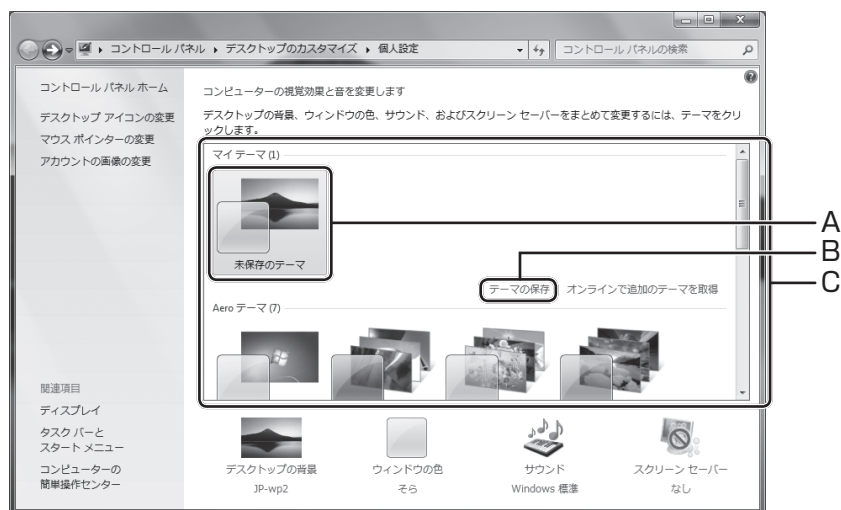 コントロール パネル ▸ デスクトップのカスタマイズ ▸ 個人設定
コントロール パネルの検索
コントロール パネル ホーム
デスクトップ アイコンの変更
マウス ポインターの変更
アカウントの画像の変更
コンピューターの視覚効果と音を変更します
デスクトップの背景、ウィンドウの色、サウンド、およびスクリーン セーバーをまとめて変更するには、テーマをクリ
ックします。
マイ テーマ (1)
未保存のテーマ
テーマの保存 オンラインで追加のテーマを取得
Aero テーマ (7)
A
B
C
関連項目
ディスプレイ
タスク バーと
スタート メニュー
コンピューターの
簡単操作センター
デスクトップの背景
JP-wp2
ウィンドウの色
そら
サウンド
Windows 標準
スクリーン セーバー
なし